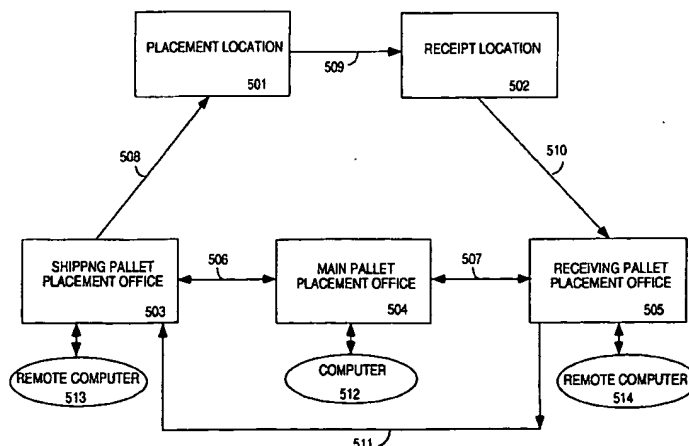 PLACEMENT LOCATION
501
509
RECEIPT LOCATION
502
508
510
SHIPPNG PALLET
PLACEMENT OFFICE
503
506
MAIN PALLET
PLACEMENT OFFICE
504
507
RECEIVING PALLET
PLACEMENT OFFICE
505
REMOTE COMPUTER
513
COMPUTER
512
REMOTE COMPUTER
514
511